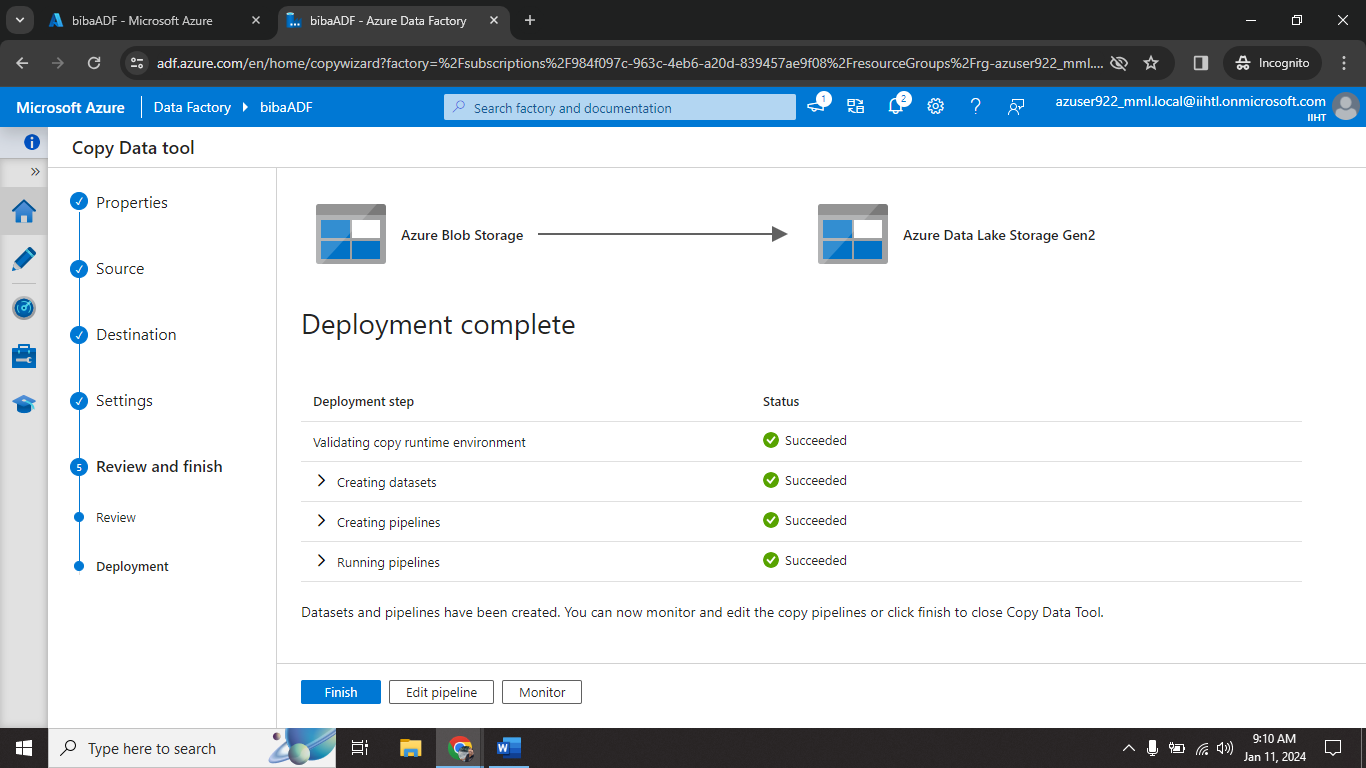 bibaADF - Microsoft Azure
bibaADF - Azure Data Factory
adf.azure.com/en/home/copywizard?factory=%2Fsubscriptions%2F984f097c-963c-4eb6-a20d-839457ae9f08%2FresourceGroups%2Frg-azuser922_mml....
Incognito
Microsoft Azure
Data Factory
bibaADF
Search factory and documentation
1
2
azuser922_mml.local@iihtl.onmicrosoft.com
IIHT
Copy Data tool
Properties
Source
Destination
Settings
5
Review and finish
Review
Deployment
Azure Blob Storage
Azure Data Lake Storage Gen2
Deployment complete
Deployment step Status
Validating copy runtime environment Succeeded
Creating datasets Succeeded
Creating pipelines Succeeded
Running pipelines Succeeded
Datasets and pipelines have been created. You can now monitor and edit the copy pipelines or click finish to close Copy Data Tool.
Finish
Edit pipeline
Monitor
Type here to search
9:10 AM
Jan 11, 2024